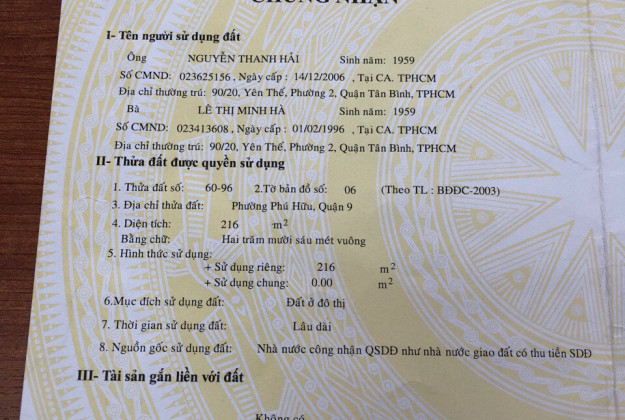 CHỨNG NHẬN
I- Tên người sử dụng đất
Ông NGUYỄN THANH HẢI Sinh năm: 1959
Số CMND: 023625156 , Ngày cấp : 14/12/2006 , Tại CA. TPHCM
Địa chỉ thường trú: 90/20, Yên Thế, Phường 2, Quận Tân Bình, TPHCM
Bà LÊ THỊ MINH HÀ Sinh năm: 1959
Số CMND: 023413608 , Ngày cấp : 01/02/1996 , Tại CA. TPHCM
Địa chỉ thường trú: 90/20, Yên Thế, Phường 2, Quận Tân Bình, TPHCM
II- Thửa đất được quyền sử dụng
1. Thửa đất số: 60-96 2.Tờ bản đồ số: 06 (Theo TL : BĐĐC-2003)
3. Địa chỉ thửa đất: Phường Phú Hữu, Quận 9
4. Diện tích: 216 m2
Bằng chữ: Hai trăm mười sáu mét vuông
5. Hình thức sử dụng:
+ Sử dụng riêng: 216 m2
+ Sử dụng chung: 0.00 m2
6.Mục đích sử dụng đất: Đất ở đô thị
7. Thời gian sử dụng đất: Lâu dài
8. Nguồn gốc sử dụng đất: Nhà nước công nhận QSDĐ như nhà nước giao đất có thu tiền SDĐ
III- Tài sản gắn liền với đất
Không có